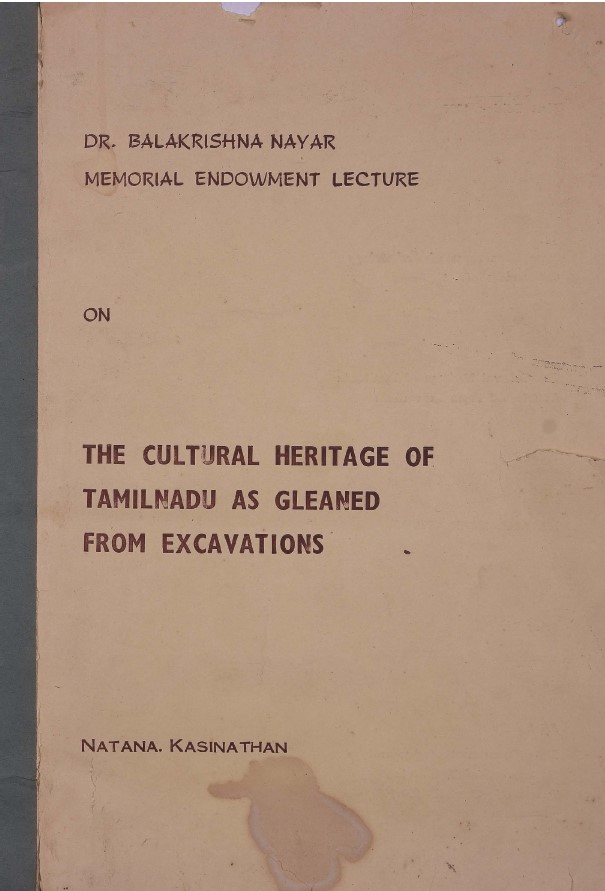 DR. BALAKRISHNA NAYAR
MEMORIAL ENDOWMENT LECTURE
ON
THE CULTURAL HERITAGE OF
TAMILNADU AS GLEANED
FROM EXCAVATIONS
NATANA. KASINATHAN